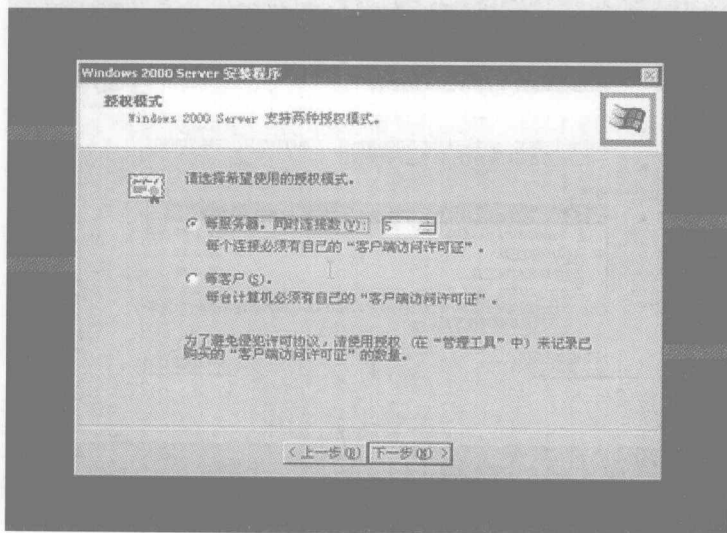 Windows 2000 Server 安装程序
授权模式
Windows 2000 Server 支持两种授权模式。
请选择希望使用的授权模式。
每服务器。同时连接数(Y): 5
每个连接必须有自己的“客户端访问许可证”。
每客户(S)。
每台计算机必须有自己的“客户端访问许可证”。
为了避免侵犯许可协议，请使用授权（在“管理工具”中）来记录已
购买的“客户端访问许可证”的数量。
< 上一步(B) 下一步(N) >